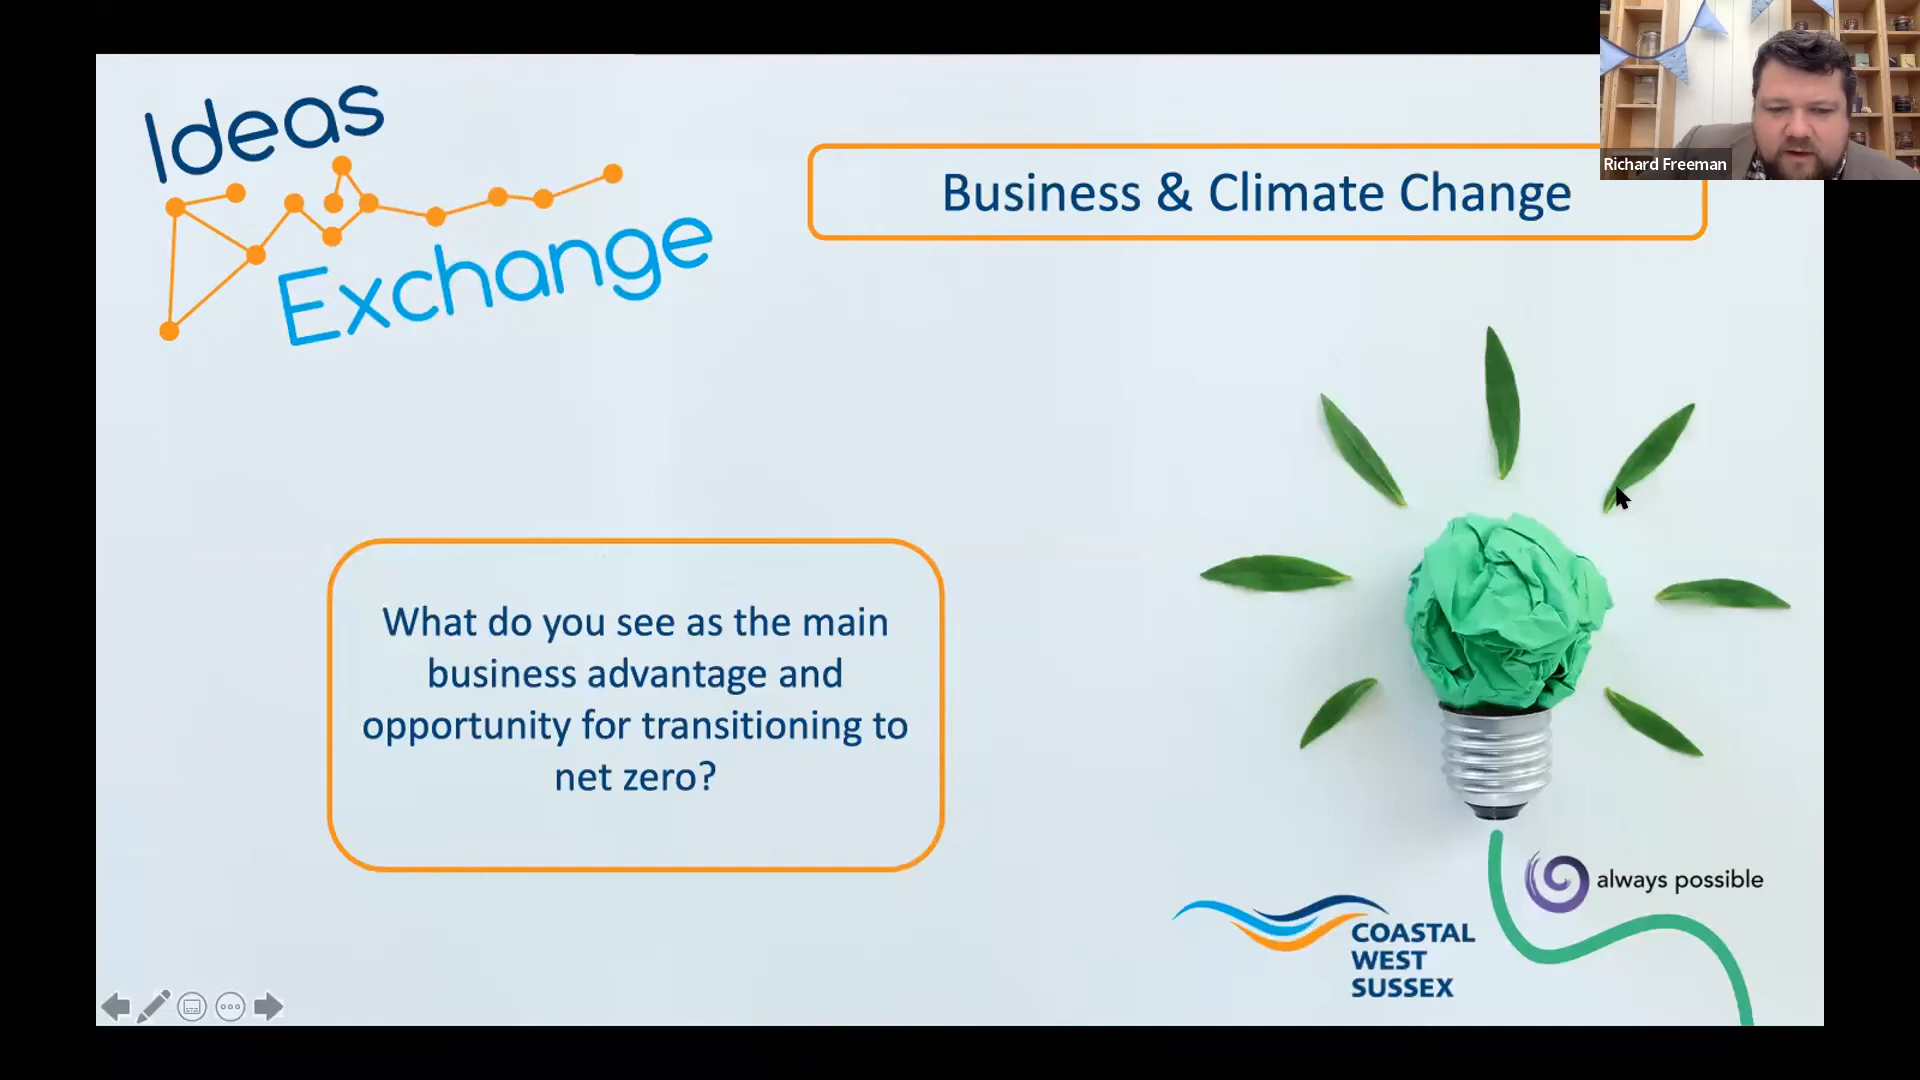 Ideas
Exchange
Business & Climate Change
Richard Freeman
What do you see as the main
business advantage and
opportunity for transitioning to
net zero?
always possible
COASTAL
WEST
SUSSEX